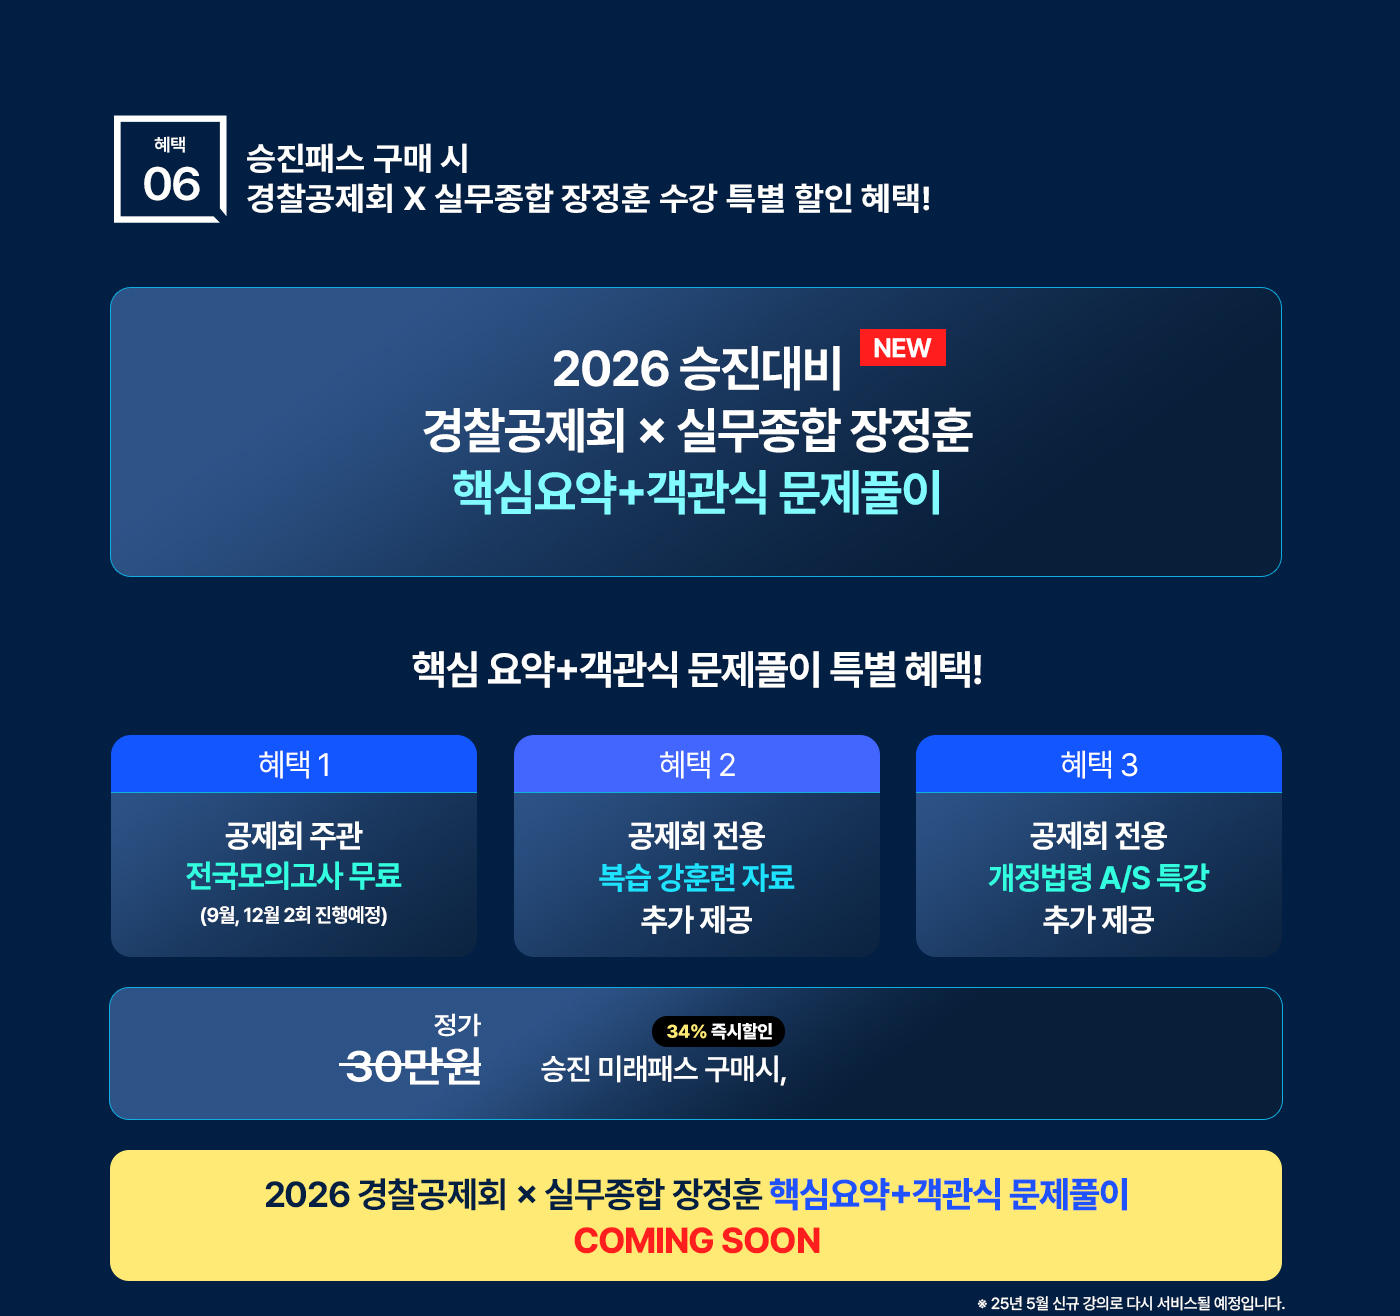 혜택
06
승진패스 구매 시
경찰공제회 X 실무종합 장정훈 수강 특별 할인 혜택!
2026 승진대비
NEW
경찰공제회 × 실무종합 장정훈
핵심요약+객관식 문제풀이
핵심 요약+객관식 문제풀이 특별 혜택!
혜택 1
공제회 주관
전국모의고사 무료
(9월, 12월 2회 진행예정)
혜택 2
공제회 전용
복습 강훈련 자료
추가 제공
혜택 3
공제회 전용
개정법령 A/S 특강
추가 제공
정가
30만원
34% 즉시할인
승진 미래패스 구매시,
2026 경찰공제회 × 실무종합 장정훈 핵심요약+객관식 문제풀이
COMING SOON
※ 25년 5월 신규 강의로 다시 서비스될 예정입니다.